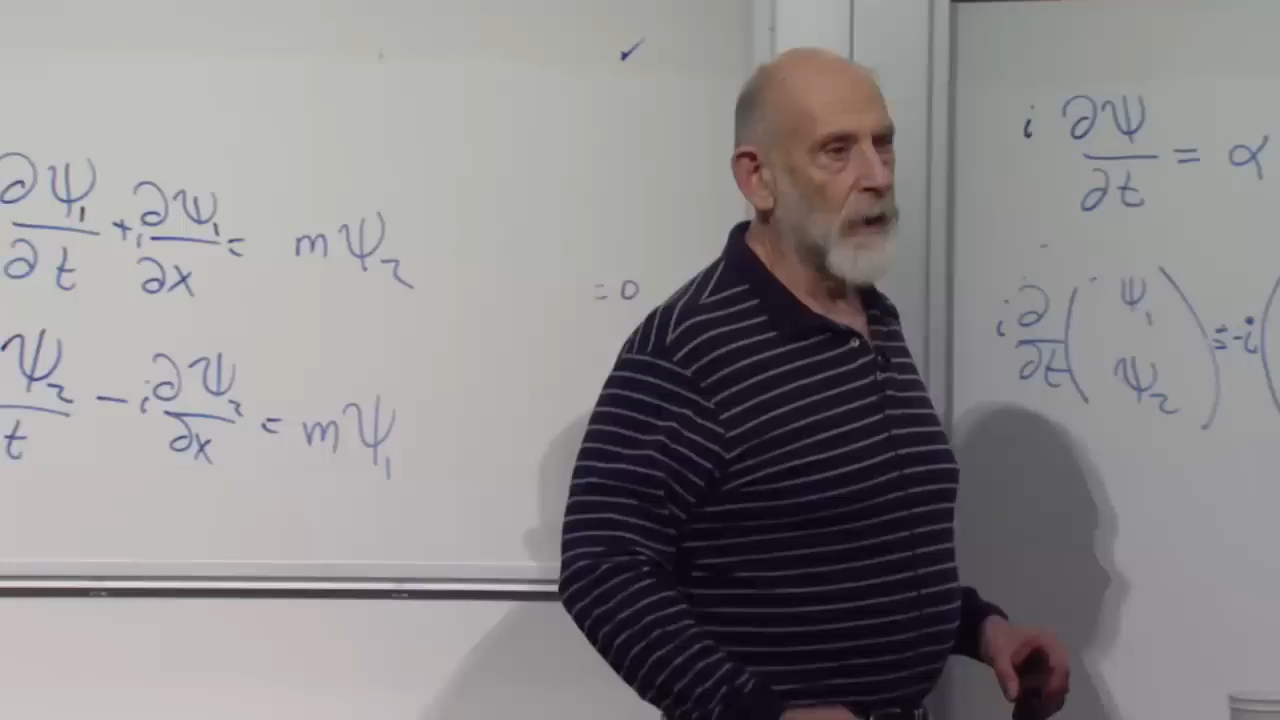 ∂Ψ₁/∂t + i ∂Ψ₁/∂x = mΨ₂
Ψ₂/t − i ∂Ψ₂/∂x = mΨ₁
= 0
i ∂Ψ/∂t = α
i ∂/∂t (Ψ₁ Ψ₂) = -i (